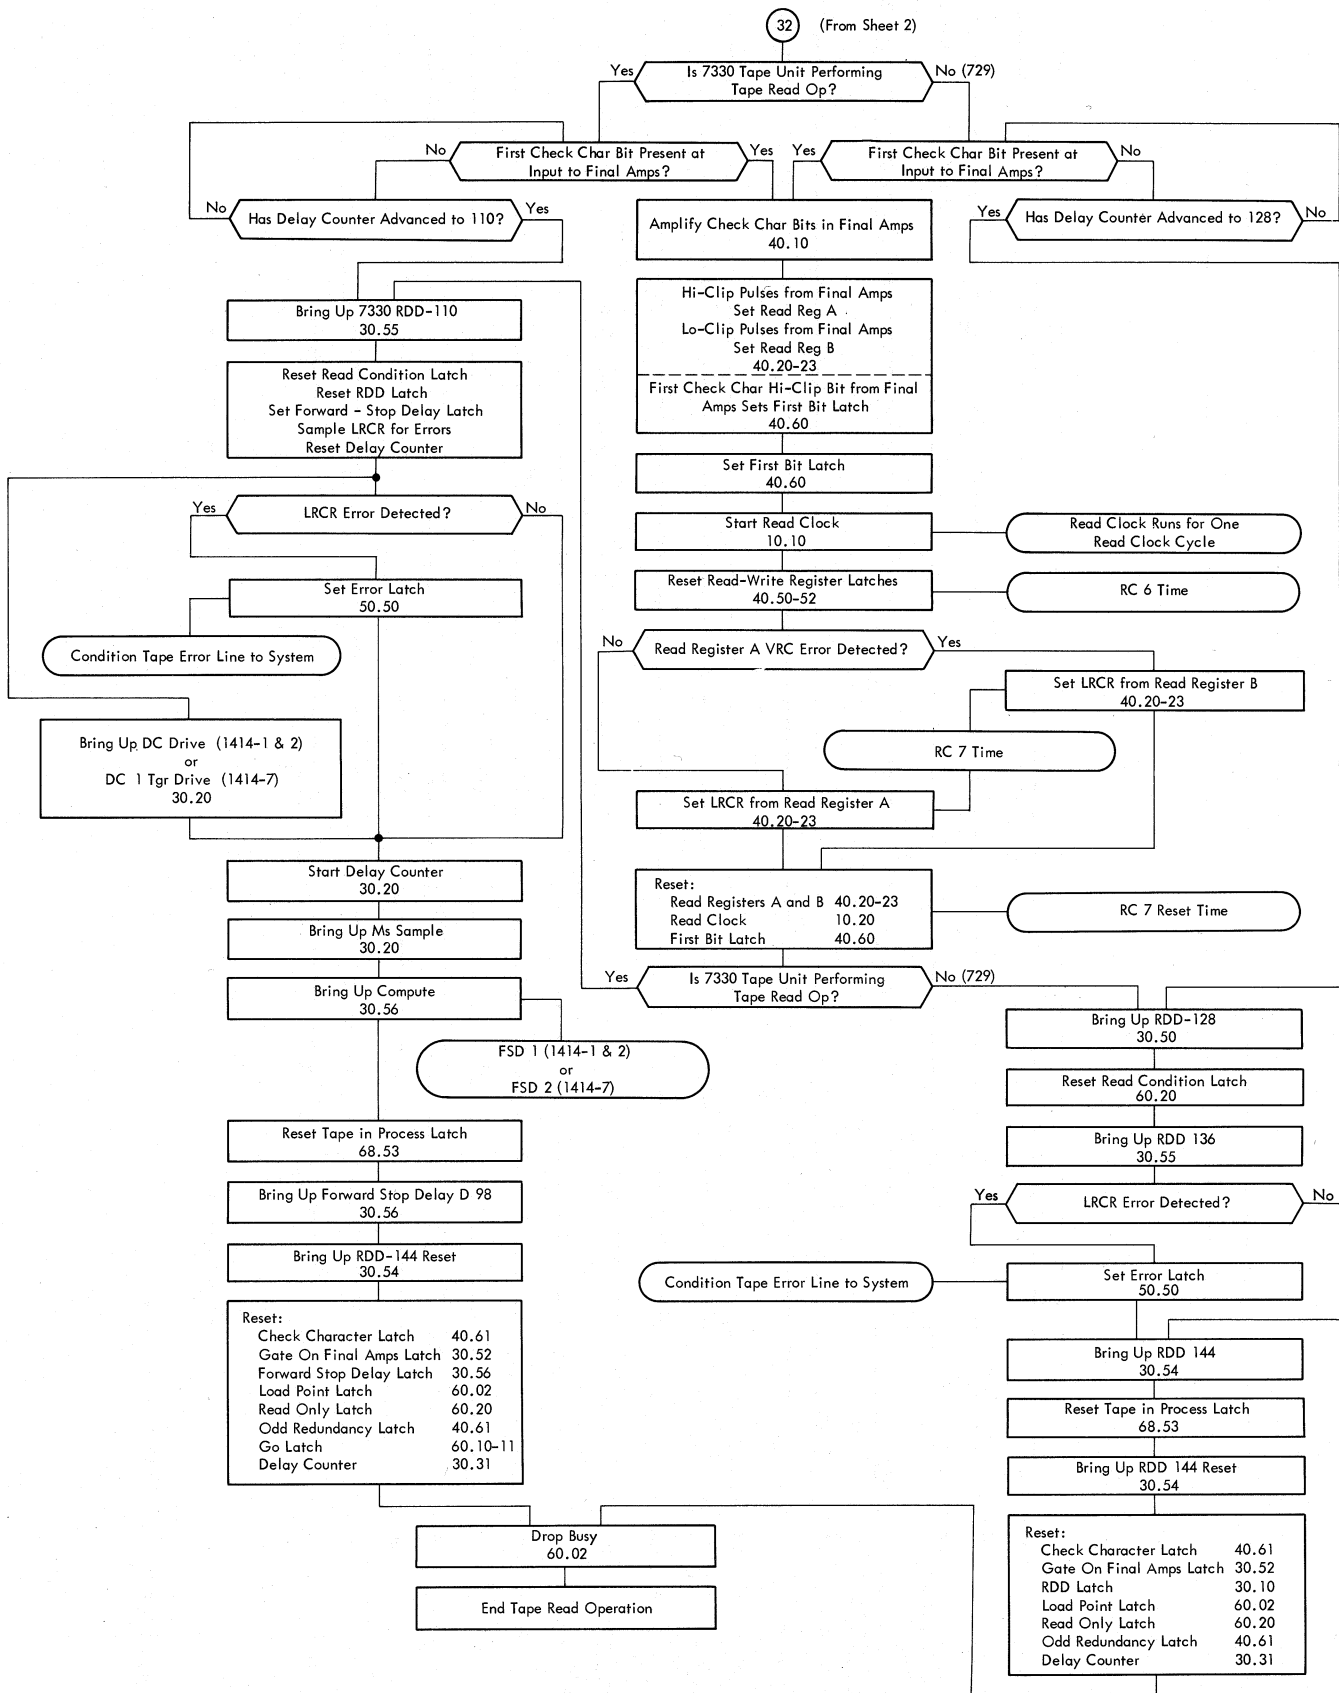 32 (From Sheet 2)
Is 7330 Tape Unit Performing
Tape Read Op?
Yes
No (729)
First Check Char Bit Present at
Input to Final Amps?
No
Yes
First Check Char Bit Present at
Input to Final Amps?
Yes
No
Has Delay Counter Advanced to 110?
No
Yes
Amplify Check Char Bits in Final Amps
40.10
Has Delay Counter Advanced to 128?
Yes
No
Bring Up 7330 RDD-110
30.55
Hi-Clip Pulses from Final Amps
Set Read Reg A
Lo-Clip Pulses from Final Amps
Set Read Reg B
40.20-23
First Check Char Hi-Clip Bit from Final
Amps Sets First Bit Latch
40.60
Reset Read Condition Latch
Reset RDD Latch
Set Forward - Stop Delay Latch
Sample LRCR for Errors
Reset Delay Counter
Set First Bit Latch
40.60
LRCR Error Detected?
Yes
No
Start Read Clock
10.10
Read Clock Runs for One
Read Clock Cycle
Set Error Latch
50.50
Reset Read-Write Register Latches
40.50-52
RC 6 Time
Condition Tape Error Line to System
Read Register A VRC Error Detected?
No
Yes
Set LRCR from Read Register B
40.20-23
Bring Up DC Drive (1414-1 & 2)
or
DC 1 Tgr Drive (1414-7)
30.20
RC 7 Time
Set LRCR from Read Register A
40.20-23
Start Delay Counter
30.20
Reset:
Read Registers A and B 40.20-23
Read Clock 10.20
First Bit Latch 40.60
RC 7 Reset Time
Bring Up Ms Sample
30.20
Bring Up Compute
30.56
Is 7330 Tape Unit Performing
Tape Read Op?
Yes
No (729)
FSD 1 (1414-1 & 2)
or
FSD 2 (1414-7)
Bring Up RDD-128
30.50
Reset Read Condition Latch
60.20
Reset Tape in Process Latch
68.53
Bring Up RDD 136
30.55
Bring Up Forward Stop Delay D 98
30.56
LRCR Error Detected?
Yes
No
Bring Up RDD-144 Reset
30.54
Condition Tape Error Line to System
Set Error Latch
50.50
Reset:
Check Character Latch 40.61
Gate On Final Amps Latch 30.52
Forward Stop Delay Latch 30.56
Load Point Latch 60.02
Read Only Latch 60.20
Odd Redundancy Latch 40.61
Go Latch 60.10-11
Delay Counter 30.31
Bring Up RDD 144
30.54
Reset Tape in Process Latch
68.53
Bring Up RDD 144 Reset
30.54
Drop Busy
60.02
End Tape Read Operation
Reset:
Check Character Latch 40.61
Gate On Final Amps Latch 30.52
RDD Latch 30.10
Load Point Latch 60.02
Read Only Latch 60.20
Odd Redundancy Latch 40.61
Delay Counter 30.31